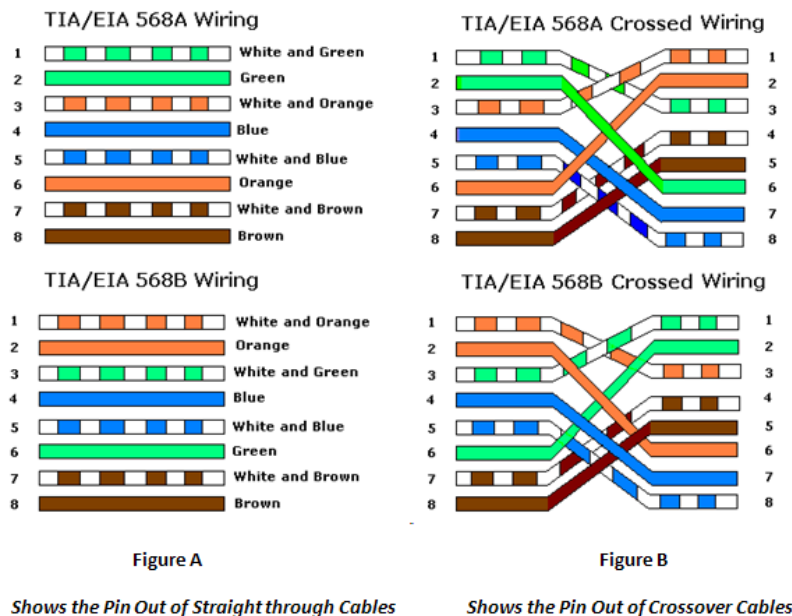 TIA/EIA 568A Wiring
1 White and Green
2 Green
3 White and Orange
4 Blue
5 White and Blue
6 Orange
7 White and Brown
8 Brown
TIA/EIA 568A Crossed Wiring
1 1
2 2
3 3
4 4
5 5
6 6
7 7
8 8
TIA/EIA 568B Wiring
1 White and Orange
2 Orange
3 White and Green
4 Blue
5 White and Blue
6 Green
7 White and Brown
8 Brown
TIA/EIA 568B Crossed Wiring
1 1
2 2
3 3
4 4
5 5
6 6
7 7
8 8
Figure A
Shows the Pin Out of Straight through Cables
Figure B
Shows the Pin Out of Crossover Cables